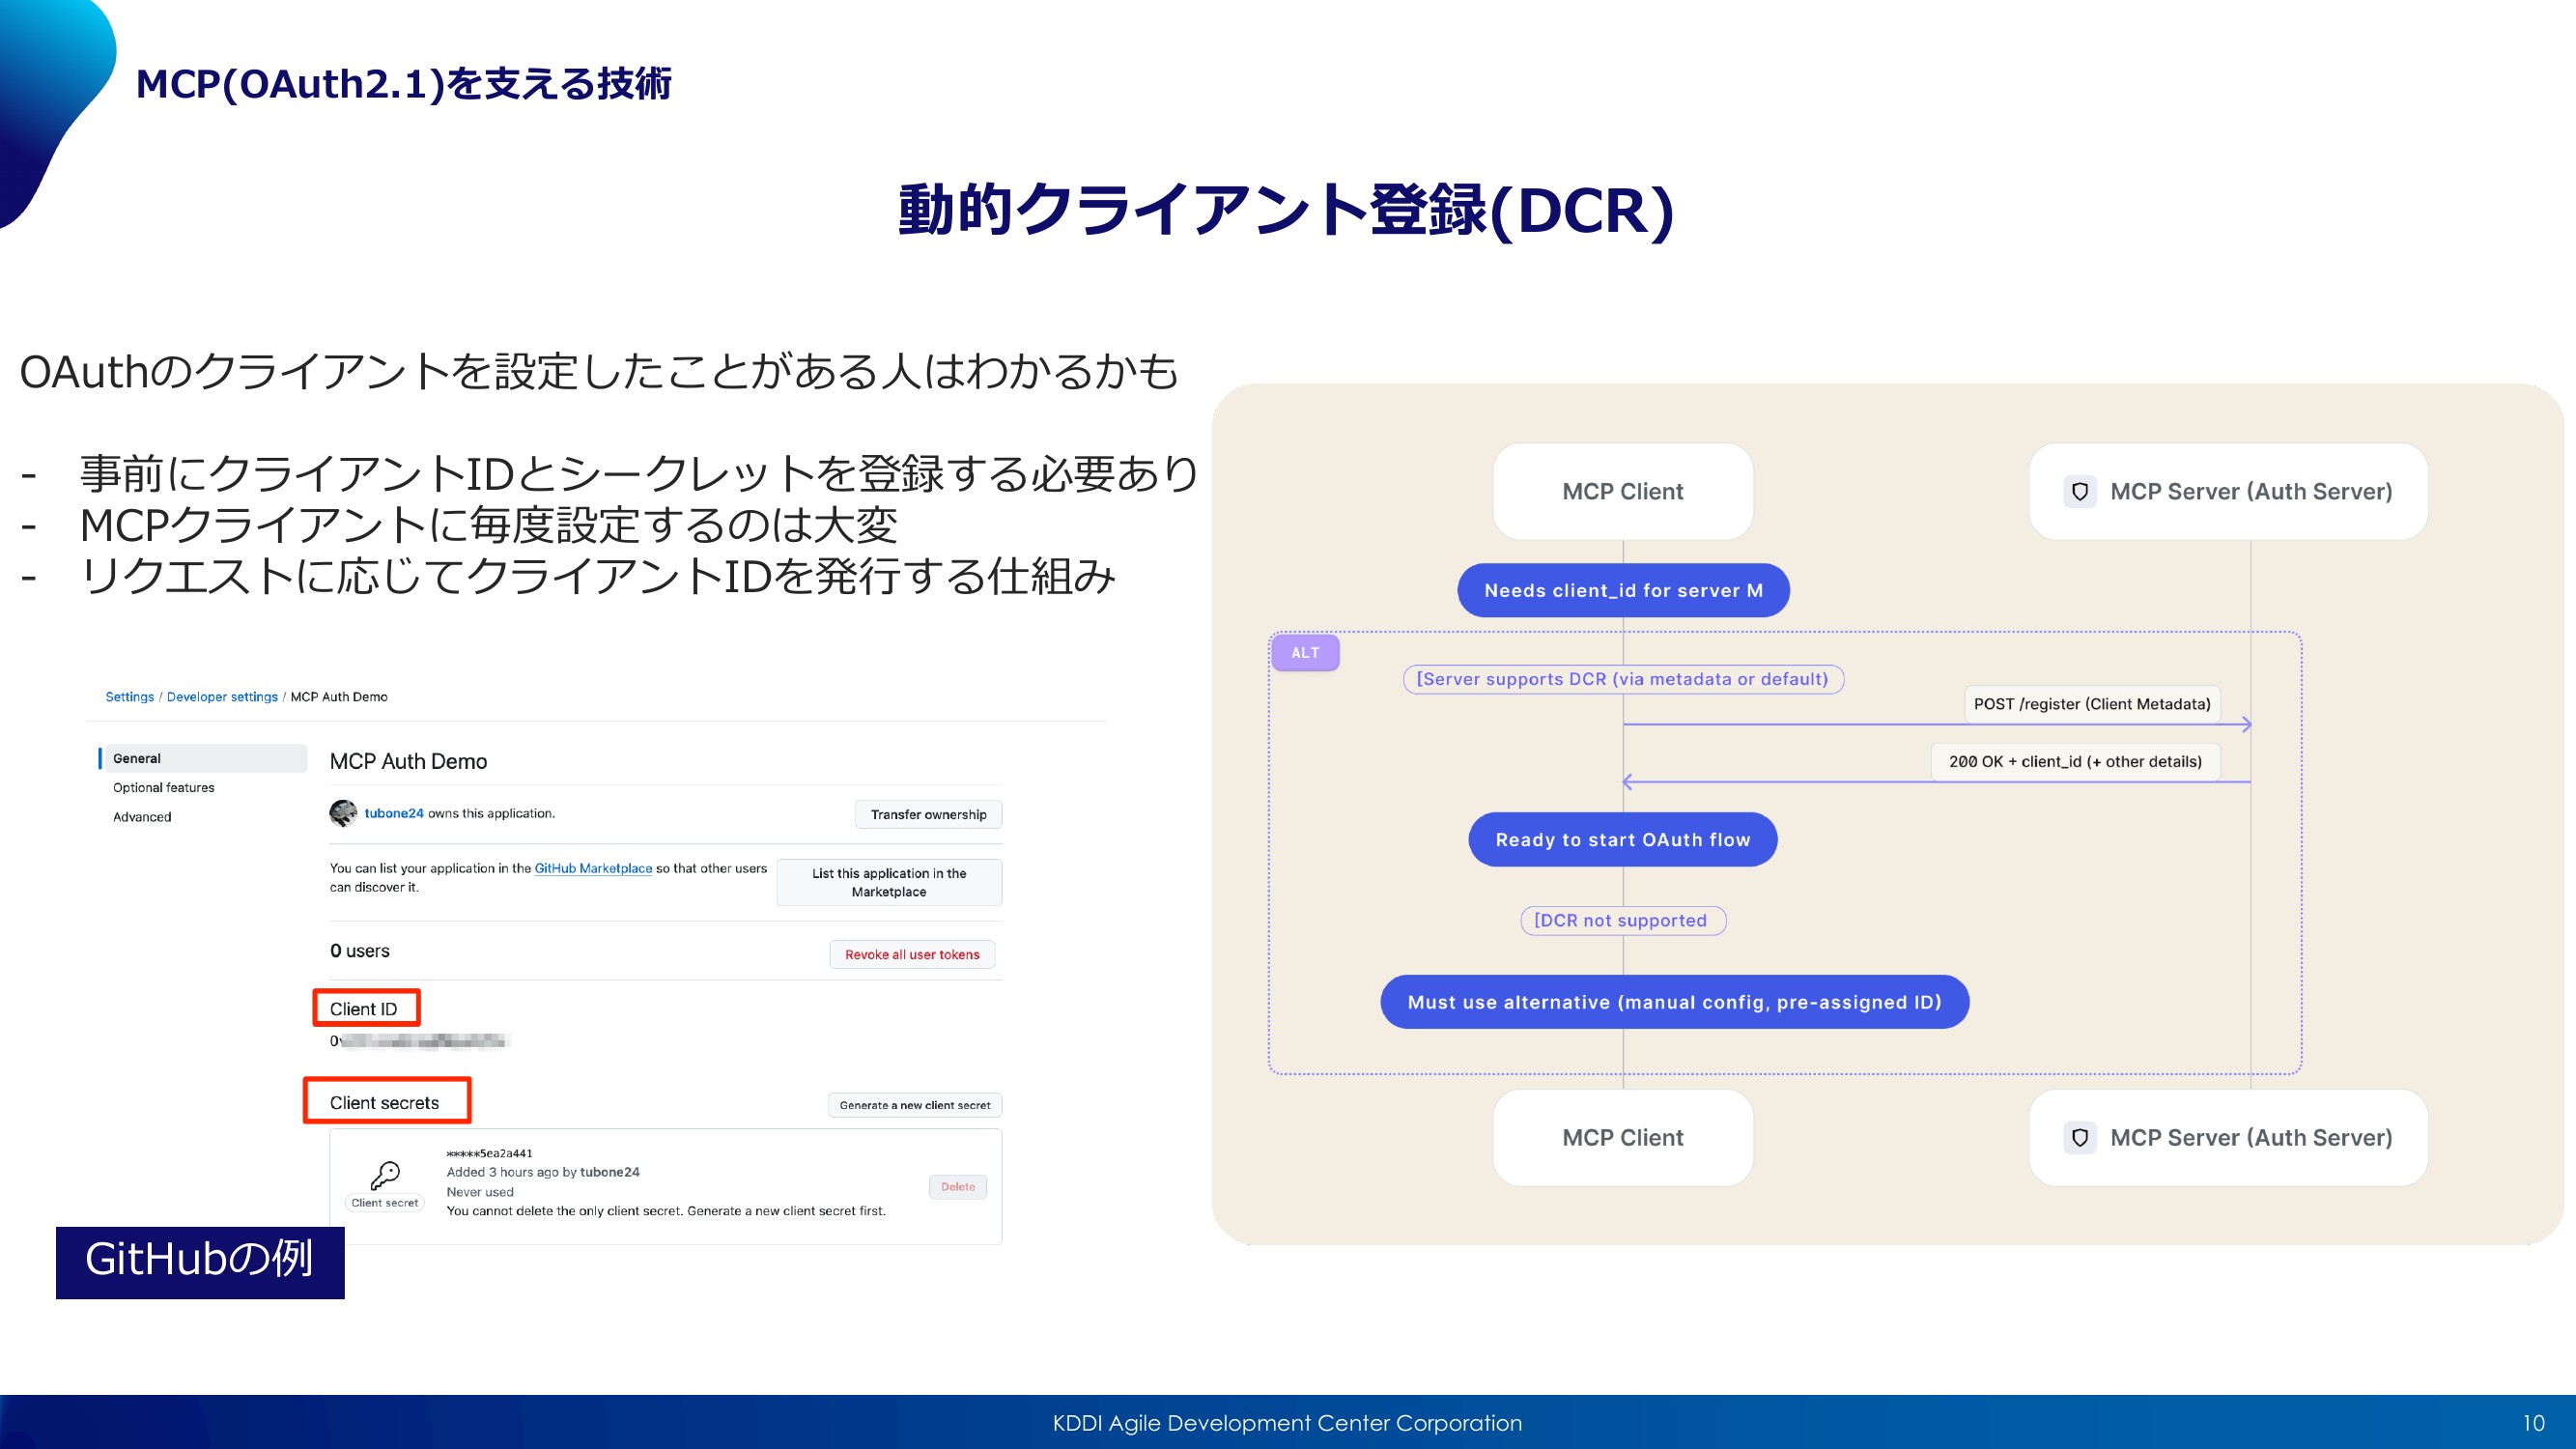 MCP(OAuth2.1)を支える技術
動的クライアント登録(DCR)
OAuthのクライアントを設定したことがある人はわかるかも
- 事前にクライアントIDとシークレットを登録する必要あり
- MCPクライアントに毎度設定するのは大変
- リクエストに応じてクライアントIDを発行する仕組み
Settings / Developer settings / MCP Auth Demo
General
Optional features
Advanced
MCP Auth Demo
tubone24 owns this application.
Transfer ownership
You can list your application in the GitHub Marketplace so that other users
can discover it.
List this application in the
Marketplace
0 users
Revoke all user tokens
Client ID
Client secrets
Generate a new client secret
*****5ea2a441
Added 3 hours ago by tubone24
Never used
You cannot delete the only client secret. Generate a new client secret first.
Client secret
Delete
GitHubの例
MCP Client
MCP Server (Auth Server)
Needs client_id for server M
ALT
[Server supports DCR (via metadata or default)
POST /register (Client Metadata)
200 OK + client_id (+ other details)
Ready to start OAuth flow
[DCR not supported
Must use alternative (manual config, pre-assigned ID)
MCP Client
MCP Server (Auth Server)
KDDI Agile Development Center Corporation
10